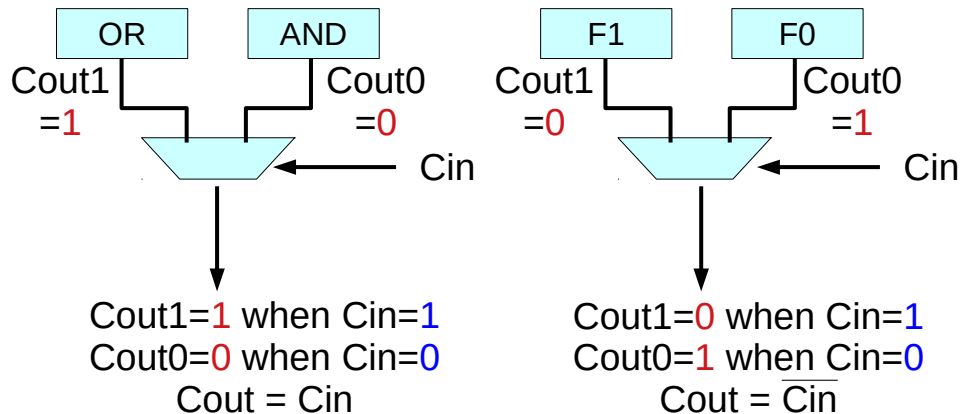 OR AND
Cout1 Cout0
=1 =0
Cin
Cout1=1 when Cin=1
Cout0=0 when Cin=0
Cout = Cin
F1 F0
Cout1 Cout0
=0 =1
Cin
Cout1=0 when Cin=1
Cout0=1 when Cin=0
Cout = C̅i̅n̅